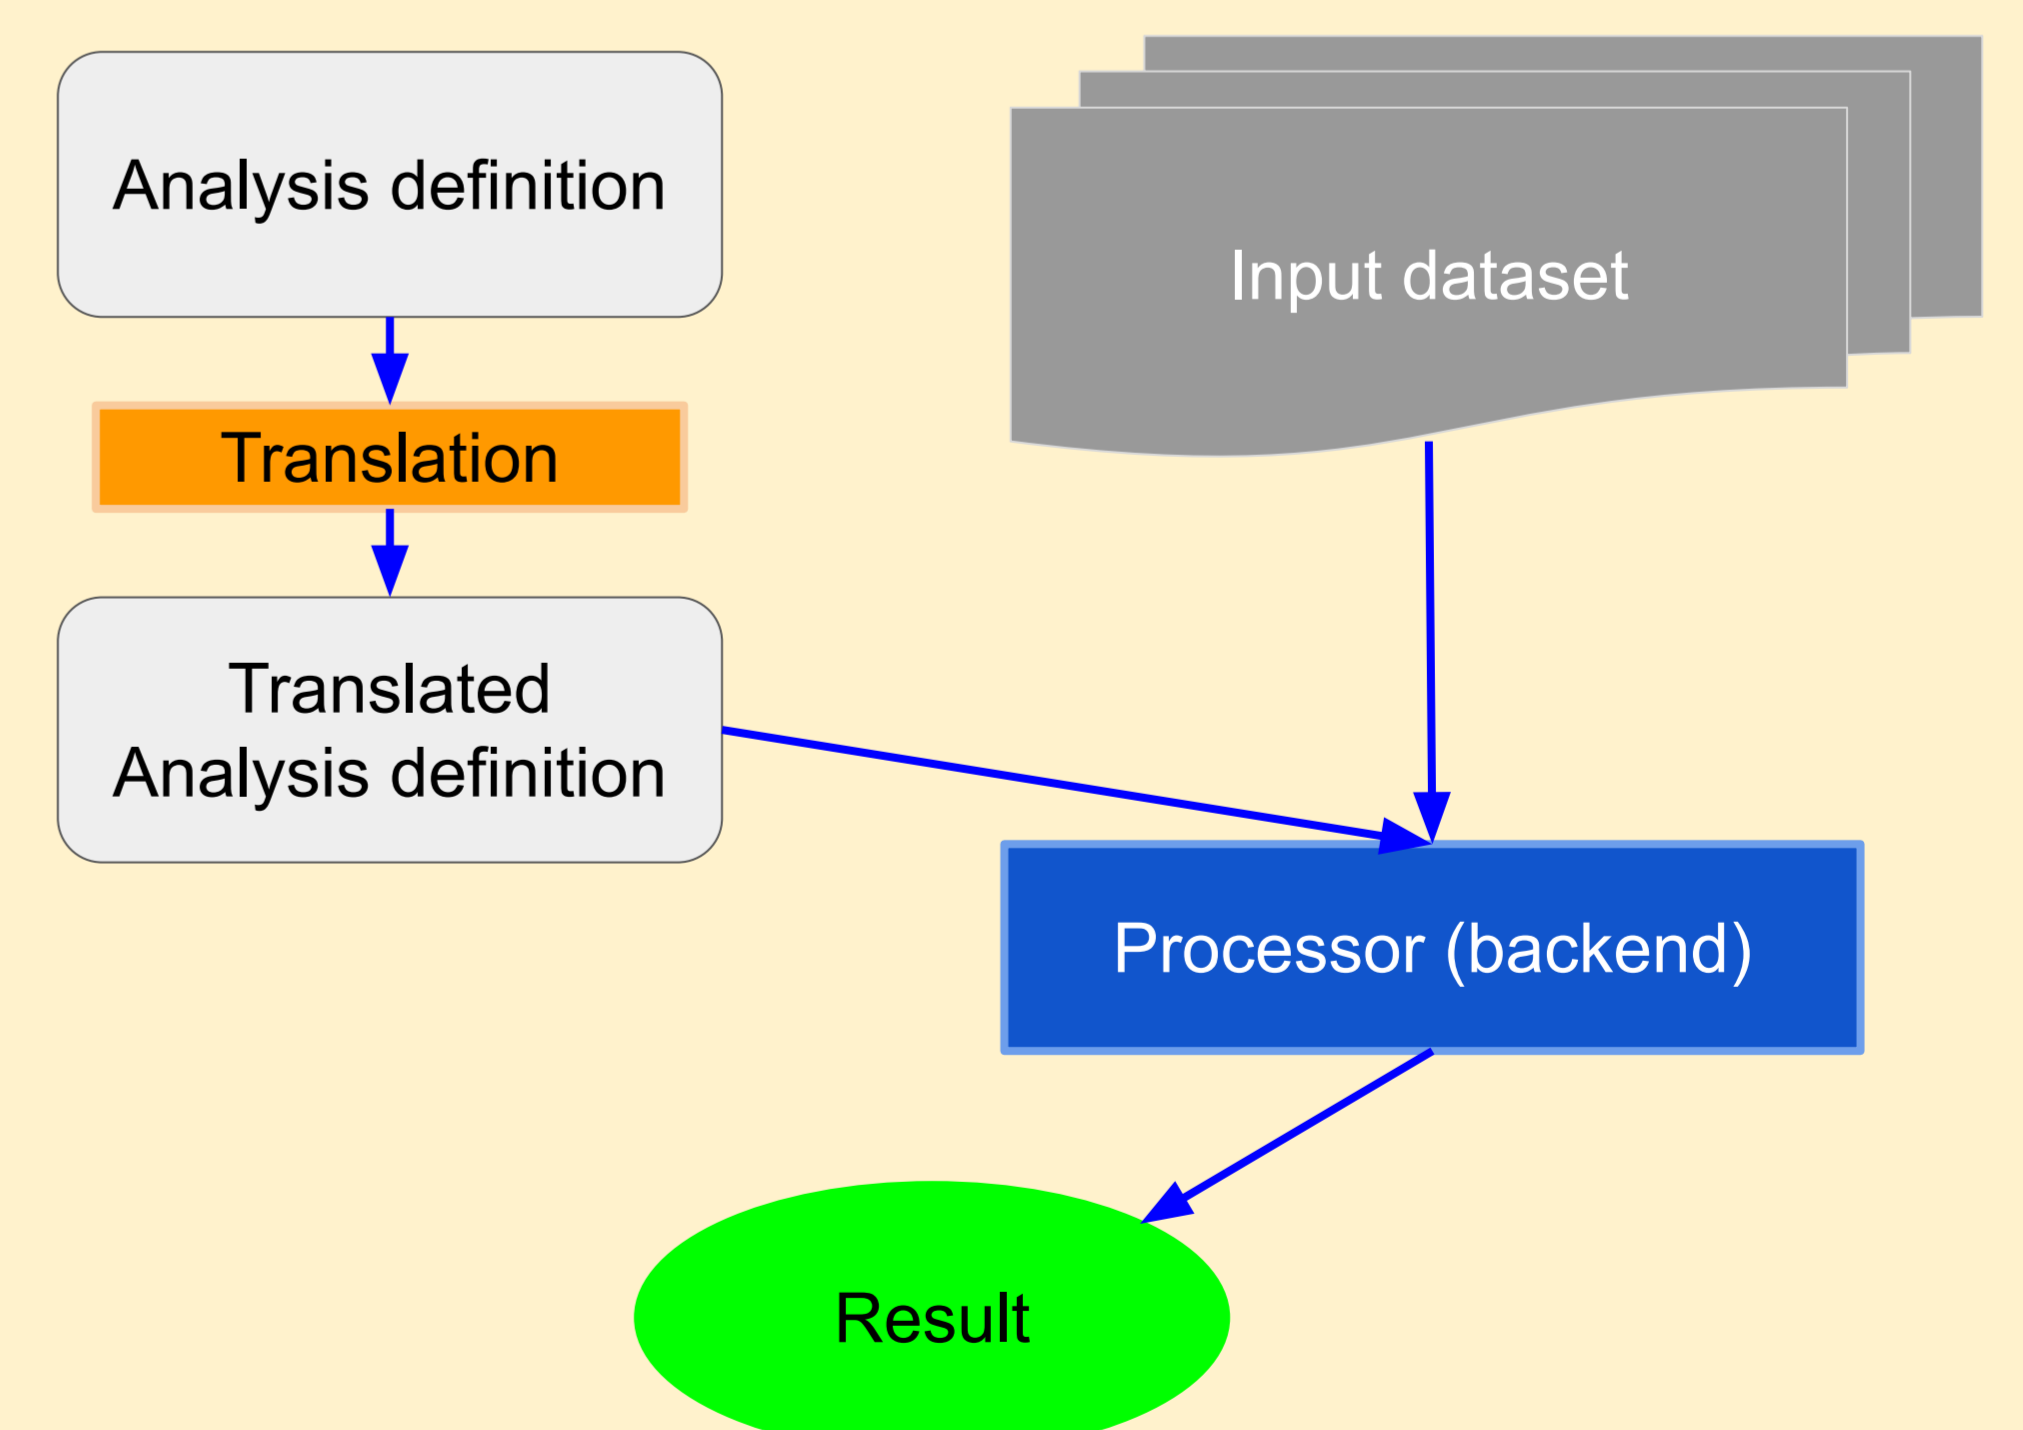 Analysis definition
Input dataset
Translation
Translated
Analysis definition
Processor (backend)
Result